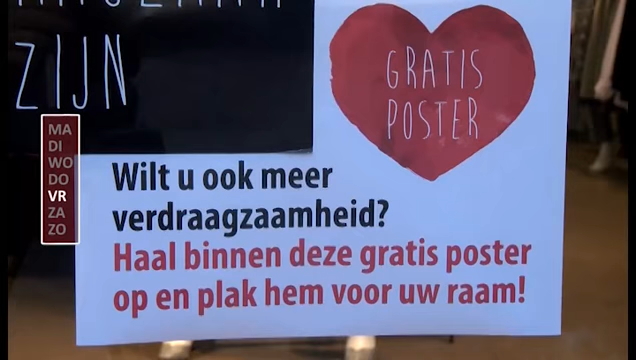 ZIJN
GRATIS
POSTER
MA
DI
WO
DO
VR
ZA
ZO
Wilt u ook meer
verdraagzaamheid?
Haal binnen deze gratis poster
op en plak hem voor uw raam!